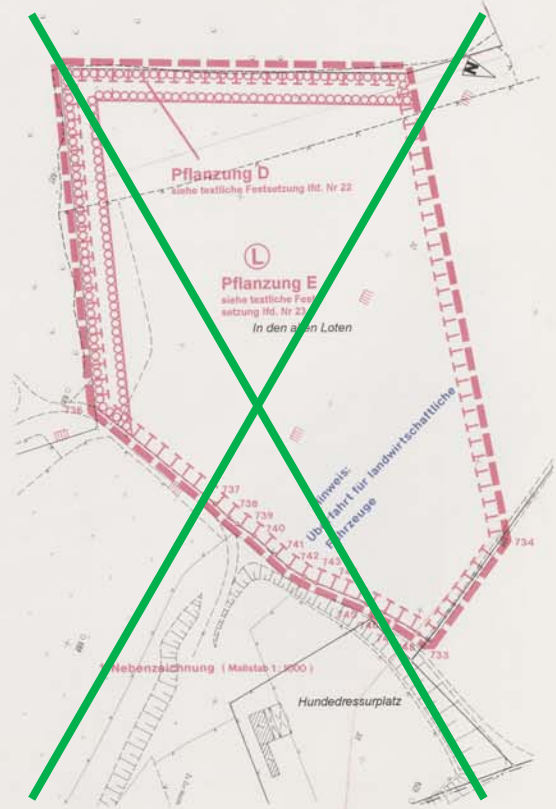 N
Pflanzung D
siehe textliche Festsetzung lfd. Nr 22
L
Pflanzung E
siehe textliche Fest-
setzung lfd. Nr 23
In den alten Loten
Hinweis:
Überfahrt für landwirtschaftliche
Fahrzeuge
736
737
738
739
740
741
742
743
734
733
Nebenzeichnung (Maßstab 1:1000)
Hundedressurplatz